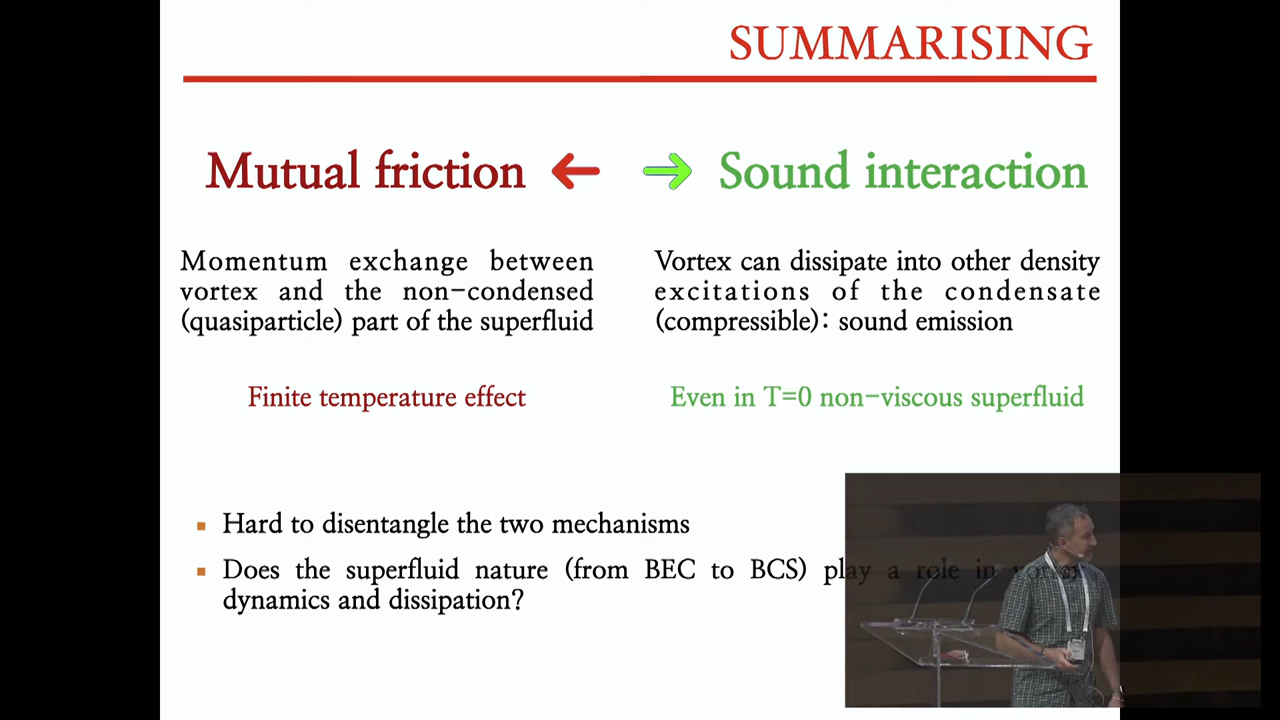 SUMMARISING
Mutual friction ← → Sound interaction
Momentum exchange between
vortex and the non-condensed
(quasiparticle) part of the superfluid
Vortex can dissipate into other density
excitations of the condensate
(compressible): sound emission
Finite temperature effect
Even in T=0 non-viscous superfluid
▪ Hard to disentangle the two mechanisms
▪ Does the superfluid nature (from BEC to BCS) play a role in vortex
dynamics and dissipation?